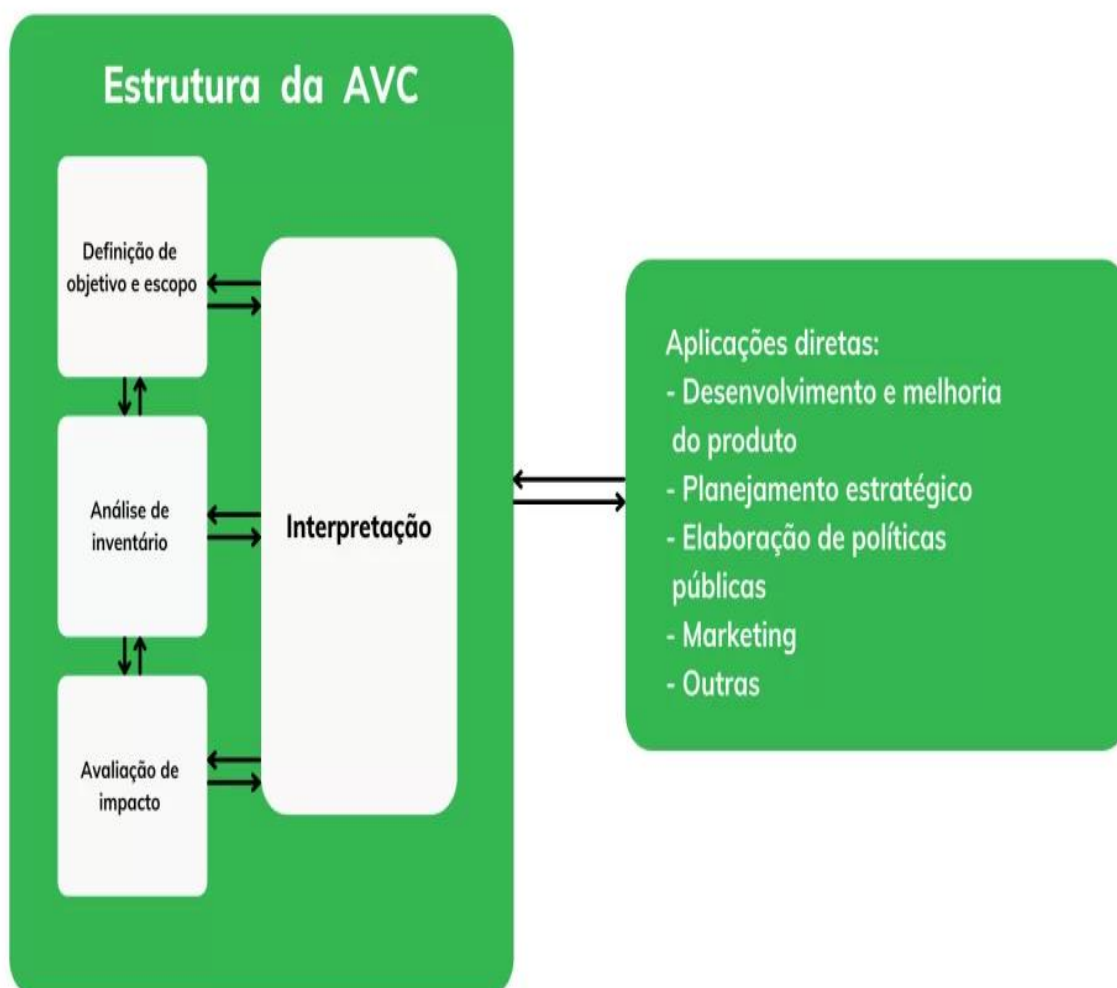 Estrutura da AVC
Definição de
objetivo e escopo
Análise de
inventário
Avaliação de
impacto
Interpretação
Aplicações diretas:
- Desenvolvimento e melhoria
do produto
- Planejamento estratégico
- Elaboração de políticas
públicas
- Marketing
- Outras